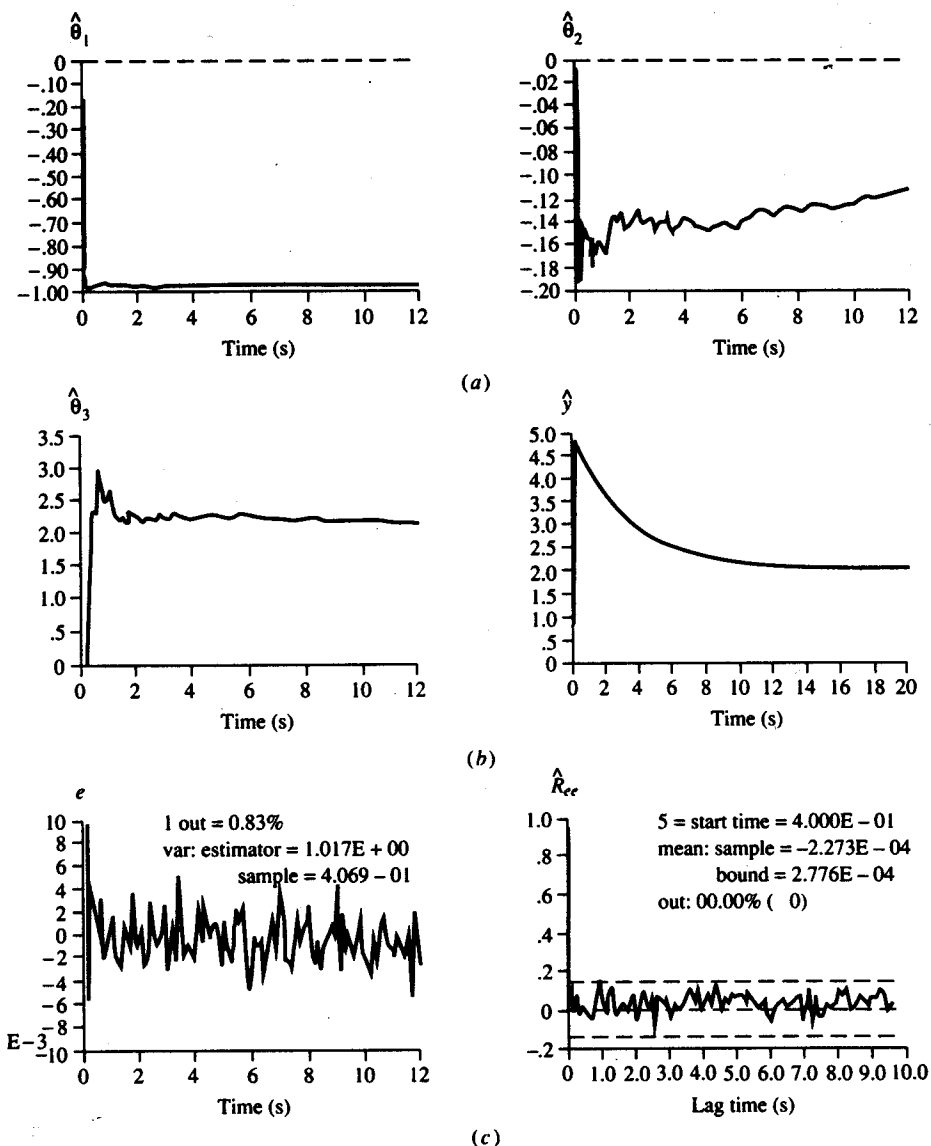 θ̂1
0
-.10
-.20
-.30
-.40
-.50
-.60
-.70
-.80
-.90
-1.00
0 2 4 6 8 10 12
Time (s)
θ̂2
0
-.02
-.04
-.06
-.08
-.10
-.12
-.14
-.16
-.18
-.20
0 2 4 6 8 10 12
Time (s)
(a)
θ̂3
3.5
3.0
2.5
2.0
1.5
1.0
.5
0
0 2 4 6 8 10 12
Time (s)
ŷ
5.0
4.5
4.0
3.5
3.0
2.5
2.0
1.5
1.0
.5
0
0 2 4 6 8 10 12 14 16 18 20
Time (s)
(b)
e
10
8
6
4
2
0
-2
-4
-6
-8
E-3
-10
1 out = 0.83%
var: estimator = 1.017E + 00
sample = 4.069 - 01
0 2 4 6 8 10 12
Time (s)
R̂ee
1.0
.8
.6
.4
.2
0
-.2
5 = start time = 4.000E - 01
mean: sample = -2.273E - 04
bound = 2.776E - 04
out: 00.00% ( 0)
0 1.0 2.0 3.0 4.0 5.0 6.0 7.0 8.0 9.0 10.0
Lag time (s)
(c)